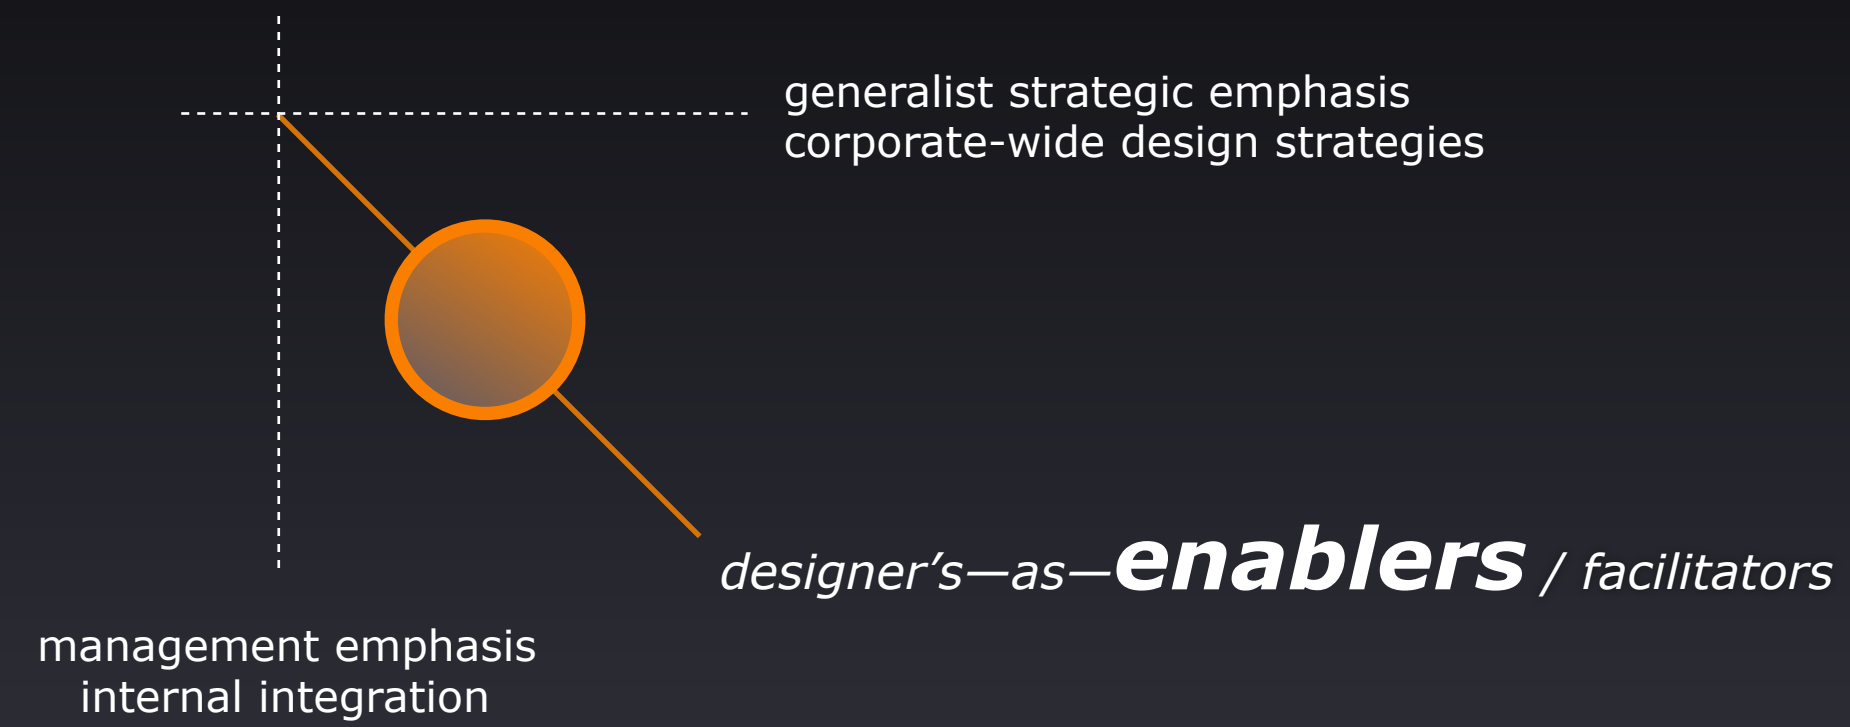 generalist strategic emphasis
corporate-wide design strategies
designer’s—as—enablers / facilitators
management emphasis
internal integration